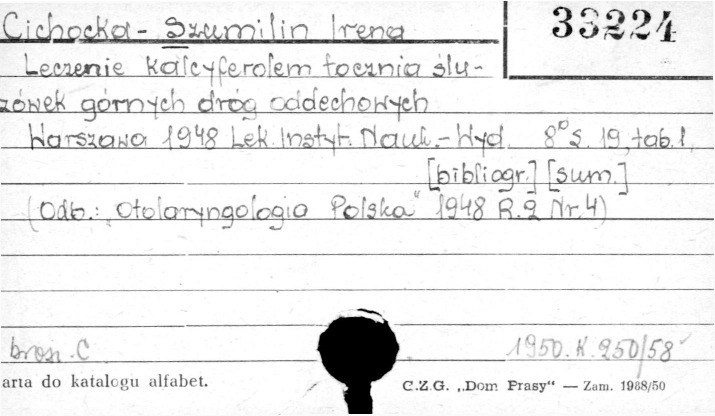 Cichocka-Szumilin Irena 33224
Leczenie kalcyferolem tocznia ślu-
zówek górnych dróg oddechowych
Warszawa 1948 Lek. Instyt. Nauk.-Wyd. 8° s. 19, tab. 1,
[bibliogr.] [sum.]
(Odb.: „Otolaryngologia Polska" 1948 R.2 Nr.4)
brosz. C 1950.K.250/58
arta do katalogu alfabet. C.Z.G. „Dom Prasy" — Zam. 1988/50